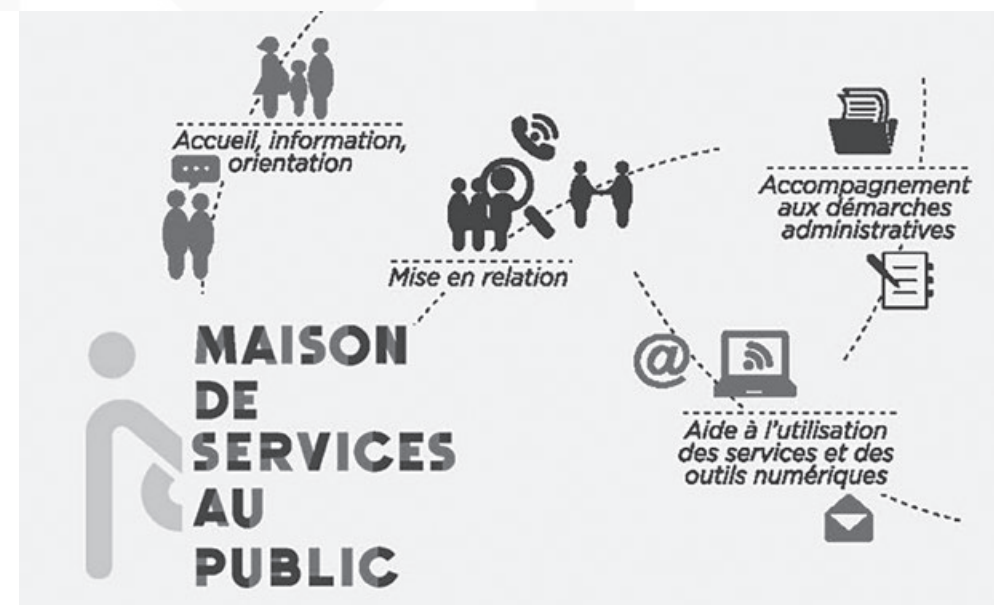 Accueil, information,
orientation
Mise en relation
Accompagnement
aux démarches
administratives
@
Aide à l'utilisation
des services et des
outils numériques
MAISON
DE
SERVICES
AU
PUBLIC